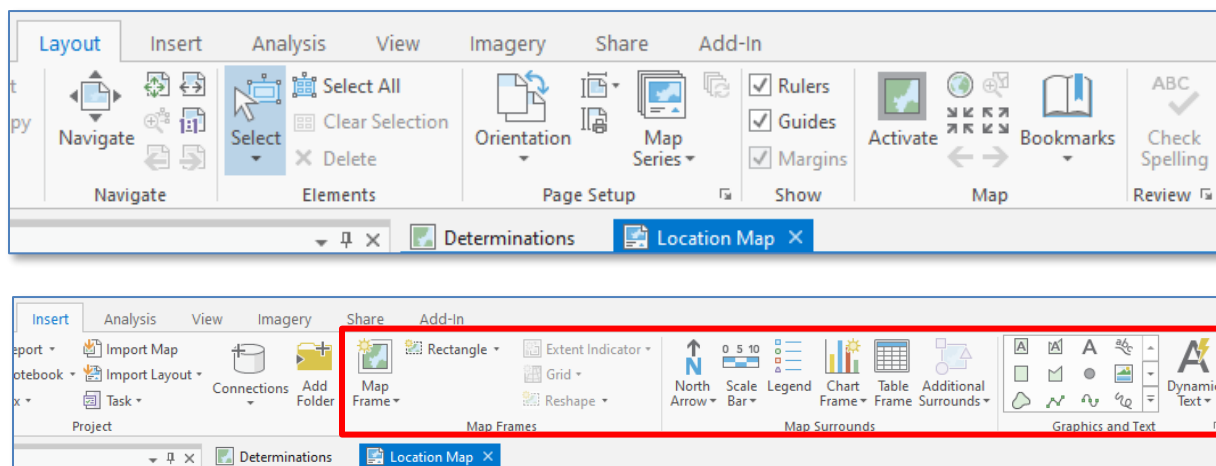 Layout Insert Analysis View Imagery Share Add-In
t Select All Rulers ABC
py Navigate 1:1 Select Clear Selection Orientation Map Series Guides Activate Bookmarks Check Spelling
Delete Margins
Navigate Elements Page Setup Show Map Review
Determinations Location Map
Insert Analysis View Imagery Share Add-In
eport Import Map Rectangle Extent Indicator N 0 5 10 A A A A
otebook Import Layout Connections Add Folder Map Frame Grid North Arrow Scale Bar Legend Chart Frame Table Frame Additional Surrounds Dynamic Text
x Task Reshape
Project Map Frames Map Surrounds Graphics and Text
Determinations Location Map